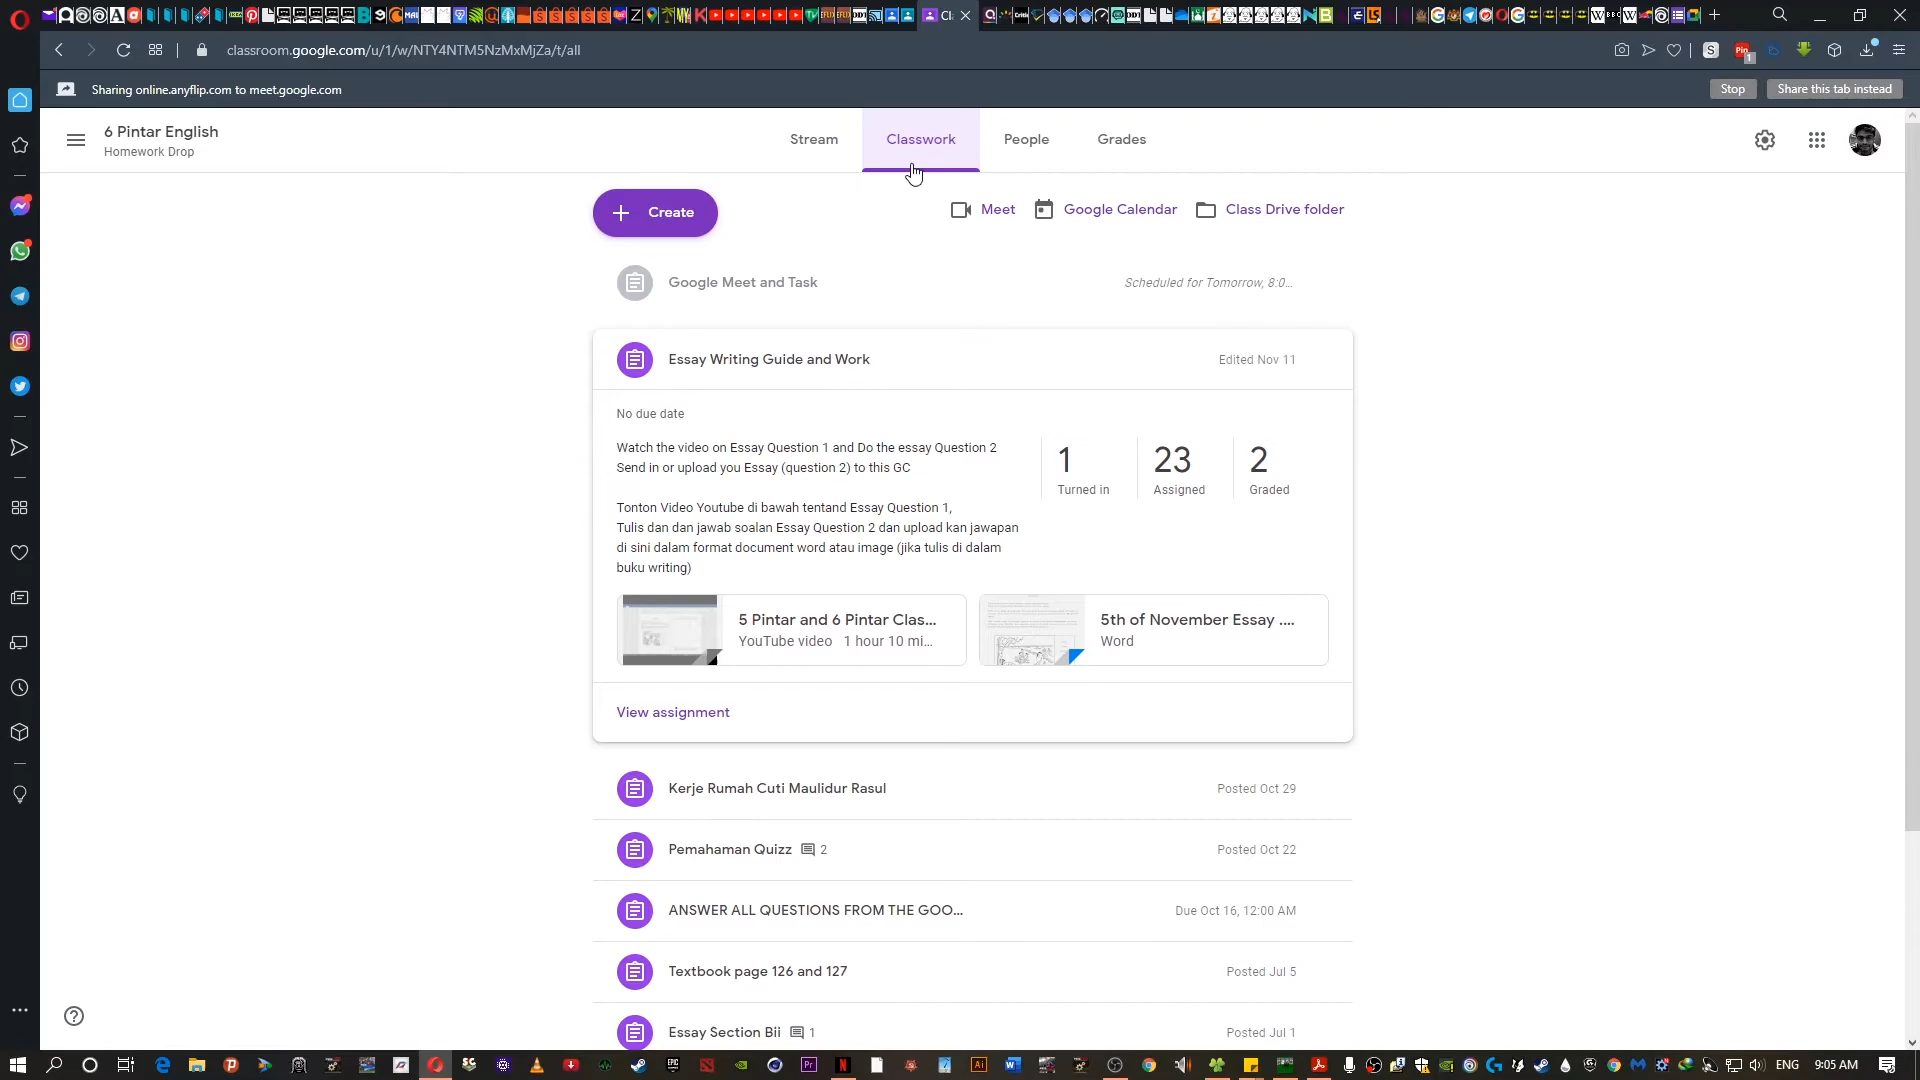 classroom.google.com/u/1/w/NTY4NTM5NzMxMjZa/t/all
Sharing online.anyflip.com to meet.google.com
Stop
Share this tab instead
6 Pintar English
Homework Drop
Stream
Classwork
People
Grades
Create
Meet
Google Calendar
Class Drive folder
Google Meet and Task
Scheduled for Tomorrow, 8:0...
Essay Writing Guide and Work
Edited Nov 11
No due date
Watch the video on Essay Question 1 and Do the essay Question 2
Send in or upload you Essay (question 2) to this GC
Tonton Video Youtube di bawah tentand Essay Question 1,
Tulis dan dan jawab soalan Essay Question 2 dan upload kan jawapan
di sini dalam format document word atau image (jika tulis di dalam
buku writing)
1
Turned in
23
Assigned
2
Graded
5 Pintar and 6 Pintar Clas...
YouTube video 1 hour 10 mi...
5th of November Essay ....
Word
View assignment
Kerje Rumah Cuti Maulidur Rasul
Posted Oct 29
Pemahaman Quizz 2
Posted Oct 22
ANSWER ALL QUESTIONS FROM THE GOO...
Due Oct 16, 12:00 AM
Textbook page 126 and 127
Posted Jul 5
Essay Section Bii 1
Posted Jul 1
ENG
9:05 AM